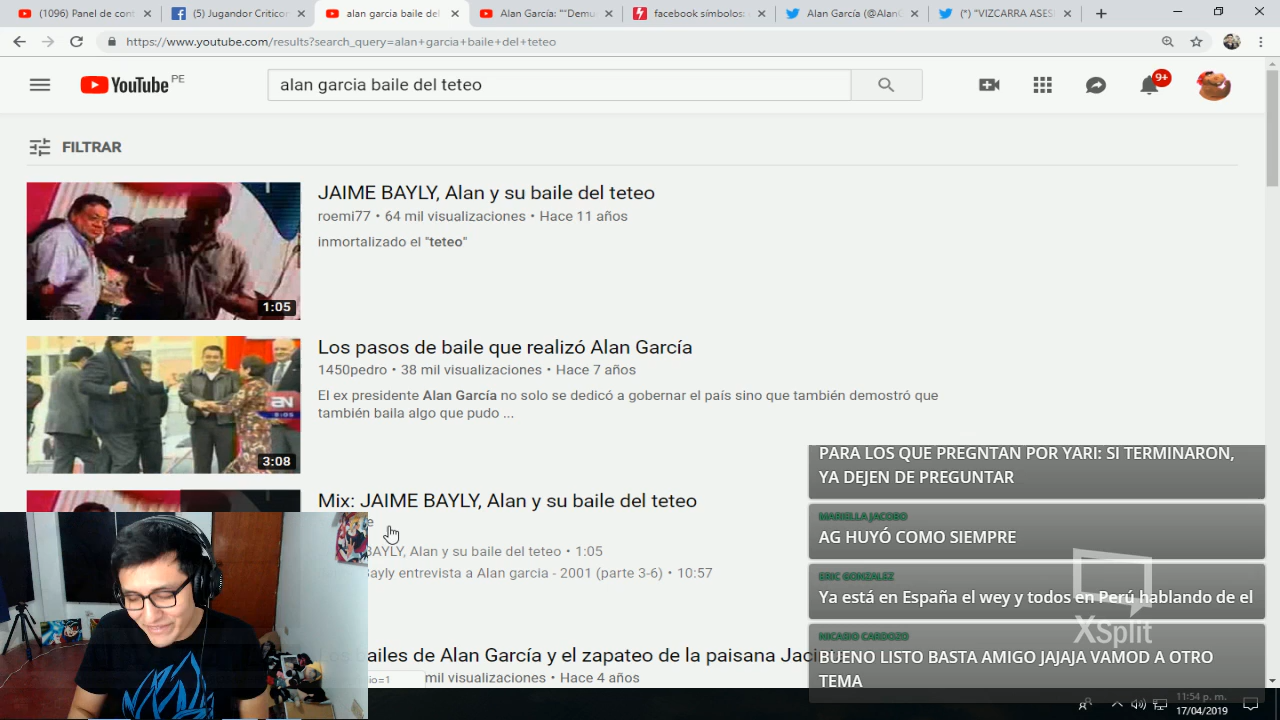 (1096) Panel de cont
(5) Jugandor Criticon
alan garcia baile del
Alan García: "“Demu
facebook símbolos:
Alan García (@AlanG
(*) "VIZCARRA ASES
https://www.youtube.com/results?search_query=alan+garcia+baile+del+teteo
YouTube PE
alan garcia baile del teteo
9+
FILTRAR
JAIME BAYLY, Alan y su baile del teteo
roemi77 • 64 mil visualizaciones • Hace 11 años
inmortalizado el "teteo"
1:05
Los pasos de baile que realizó Alan García
1450pedro • 38 mil visualizaciones • Hace 7 años
El ex presidente Alan García no solo se dedicó a gobernar el país sino que también demostró que
también baila algo que pudo ...
3:08
Mix: JAIME BAYLY, Alan y su baile del teteo
BAYLY, Alan y su baile del teteo • 1:05
Bayly entrevista a Alan garcia - 2001 (parte 3-6) • 10:57
bailes de Alan García y el zapateo de la paisana Jaci
mil visualizaciones • Hace 4 años
io=1
PARA LOS QUE PREGNTAN POR YARI: SI TERMINARON,
YA DEJEN DE PREGUNTAR
MARIELLA JACOBO
AG HUYÓ COMO SIEMPRE
ERIC GONZALEZ
Ya está en España el wey y todos en Perú hablando de el
NICASIO CARDOZO
BUENO LISTO BASTA AMIGO JAJAJA VAMOD A OTRO
TEMA
XSplit
11:54 p. m.
17/04/2019